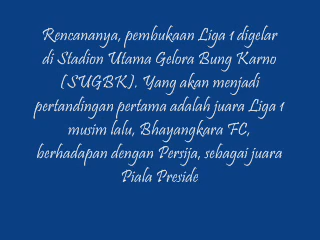 Rencananya, pembukaan Liga 1 digelar
di Stadion Utama Gelora Bung Karno
(SUGBK). Yang akan menjadi
pertandingan pertama adalah juara Liga 1
musim lalu, Bhayangkara FC,
berhadapan dengan Persija, sebagai juara
Piala Preside